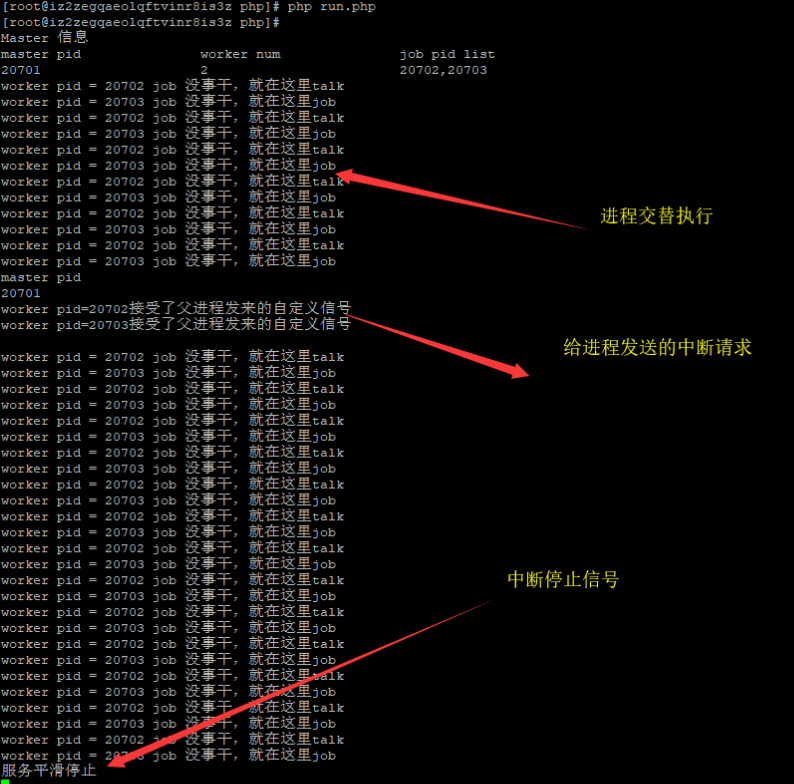 [root@iz2zegqaeolqftvinr8is3z php]# php run.php
[root@iz2zegqaeolqftvinr8is3z php]#
Master 信息
master pid worker num job pid list
20701 2 20702,20703
worker pid = 20702 job 没事干, 就在这里talk
worker pid = 20703 job 没事干, 就在这里job
worker pid = 20702 job 没事干, 就在这里talk
worker pid = 20703 job 没事干, 就在这里job
worker pid = 20702 job 没事干, 就在这里talk
worker pid = 20703 job 没事干, 就在这里job
worker pid = 20702 job 没事干, 就在这里talk
worker pid = 20703 job 没事干, 就在这里job
worker pid = 20702 job 没事干, 就在这里talk
进程交替执行
worker pid = 20703 job 没事干, 就在这里job
worker pid = 20702 job 没事干, 就在这里talk
worker pid = 20703 job 没事干, 就在这里job
master pid
20701
worker pid=20702接受了父进程发来的自定义信号
worker pid=20703接受了父进程发来的自定义信号
给进程发送的中断请求
worker pid = 20702 job 没事干, 就在这里talk
worker pid = 20703 job 没事干, 就在这里job
worker pid = 20702 job 没事干, 就在这里talk
worker pid = 20703 job 没事干, 就在这里job
worker pid = 20702 job 没事干, 就在这里talk
worker pid = 20703 job 没事干, 就在这里job
worker pid = 20702 job 没事干, 就在这里talk
worker pid = 20703 job 没事干, 就在这里job
worker pid = 20702 job 没事干, 就在这里talk
worker pid = 20703 job 没事干, 就在这里job
worker pid = 20702 job 没事干, 就在这里talk
worker pid = 20703 job 没事干, 就在这里job
worker pid = 20702 job 没事干, 就在这里talk
worker pid = 20703 job 没事干, 就在这里job
worker pid = 20702 job 没事干, 就在这里talk
中断停止信号
worker pid = 20703 job 没事干, 就在这里job
worker pid = 20702 job 没事干, 就在这里talk
worker pid = 20703 job 没事干, 就在这里job
worker pid = 20702 job 没事干, 就在这里talk
worker pid = 20703 job 没事干, 就在这里job
worker pid = 20702 job 没事干, 就在这里talk
worker pid = 20703 job 没事干, 就在这里job
worker pid = 20702 job 没事干, 就在这里talk
worker pid = 20703 job 没事干, 就在这里job
worker pid = 20702 job 没事干, 就在这里talk
worker pid = 20703 job 没事干, 就在这里job
服务平滑停止